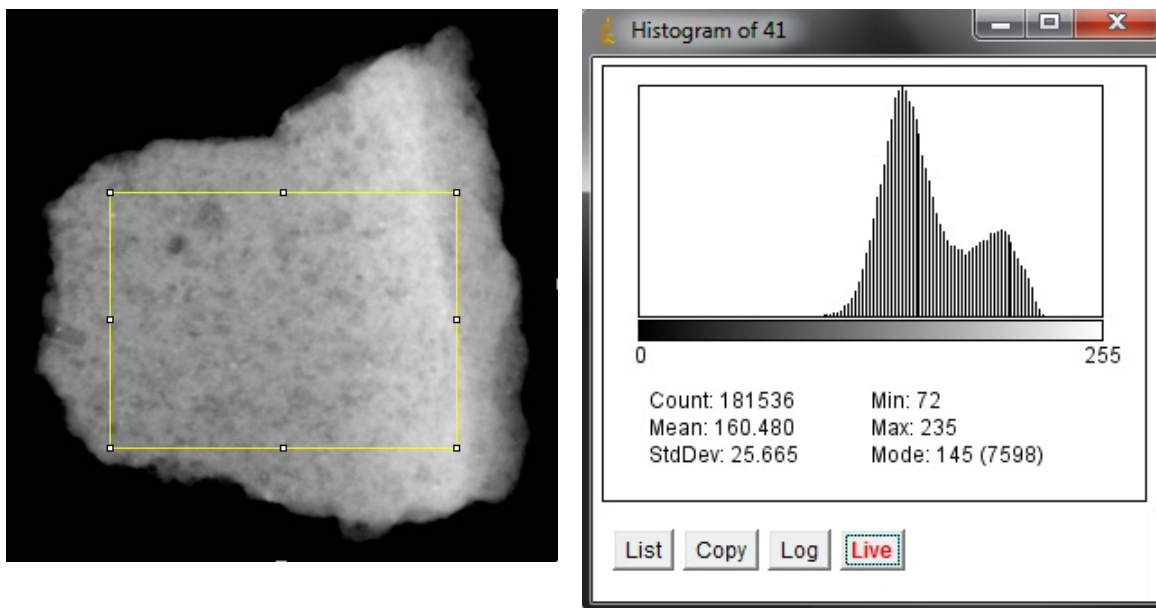 Histogram of 41
0 255
Count: 181536 Min: 72
Mean: 160.480 Max: 235
StdDev: 25.665 Mode: 145 (7598)
List Copy Log Live